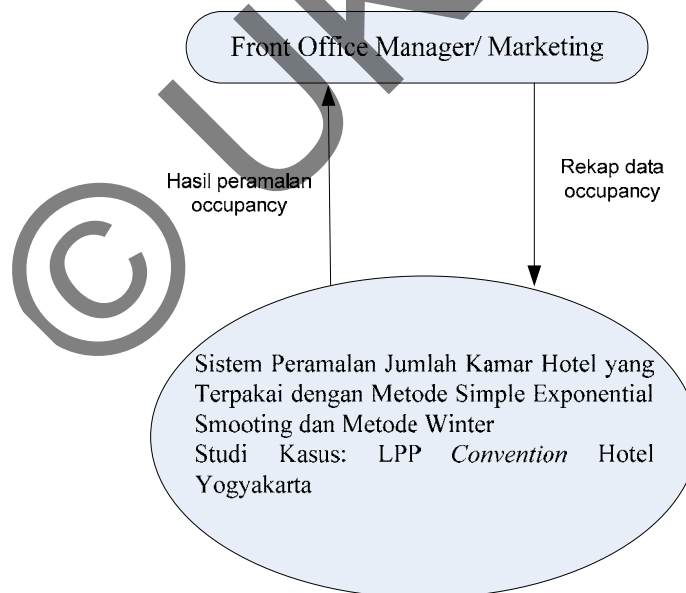 Front Office Manager/ Marketing
Hasil peramalan
occupancy
Rekap data
occupancy
Sistem Peramalan Jumlah Kamar Hotel yang
Terpakai dengan Metode Simple Exponential
Smooting dan Metode Winter
Studi Kasus: LPP Convention Hotel
Yogyakarta